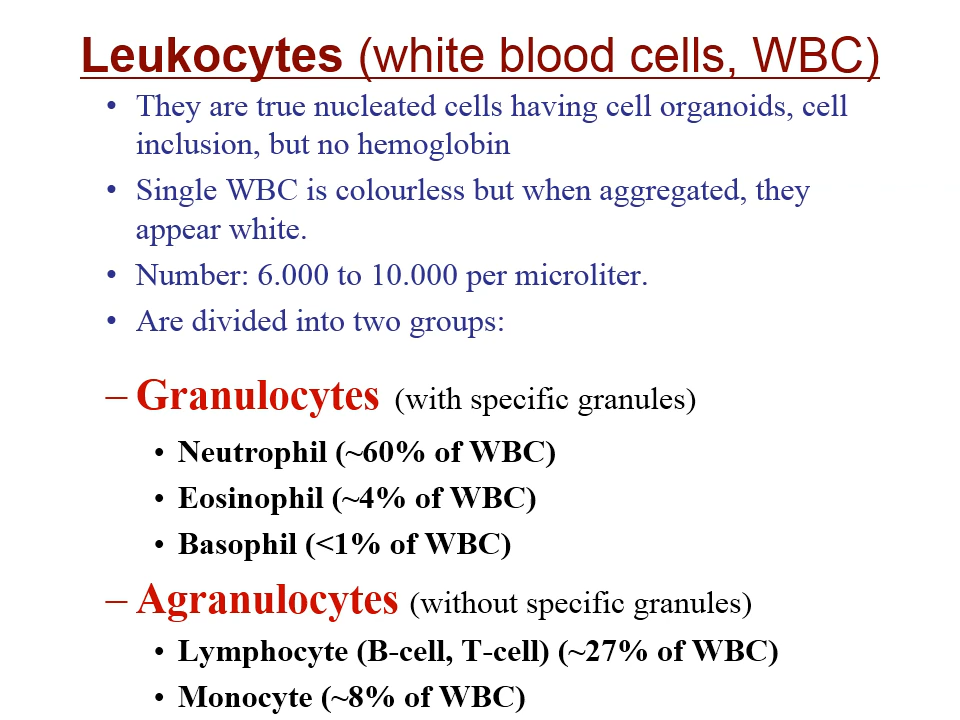 Leukocytes (white blood cells, WBC)
• They are true nucleated cells having cell organoids, cell
inclusion, but no hemoglobin
• Single WBC is colourless but when aggregated, they
appear white.
• Number: 6.000 to 10.000 per microliter.
• Are divided into two groups:
– Granulocytes (with specific granules)
• Neutrophil (~60% of WBC)
• Eosinophil (~4% of WBC)
• Basophil (<1% of WBC)
– Agranulocytes (without specific granules)
• Lymphocyte (B-cell, T-cell) (~27% of WBC)
• Monocyte (~8% of WBC)